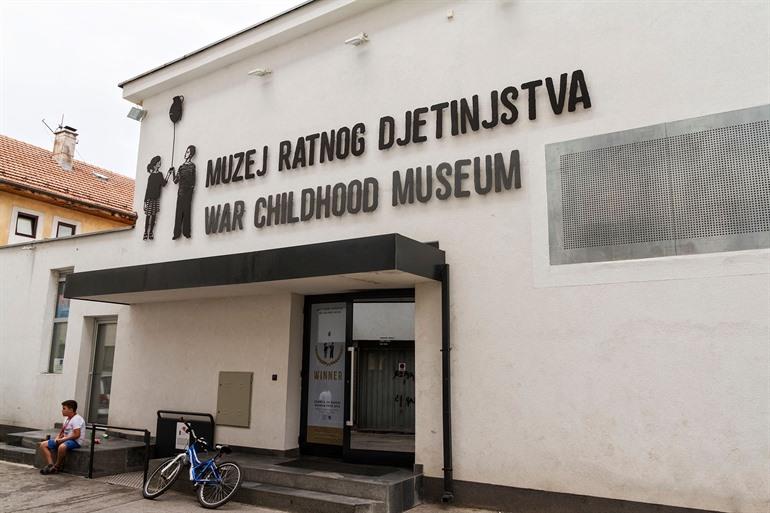 MUZEJ RATNOG DJETINJSTVA
WAR CHILDHOOD MUSEUM
WINNER